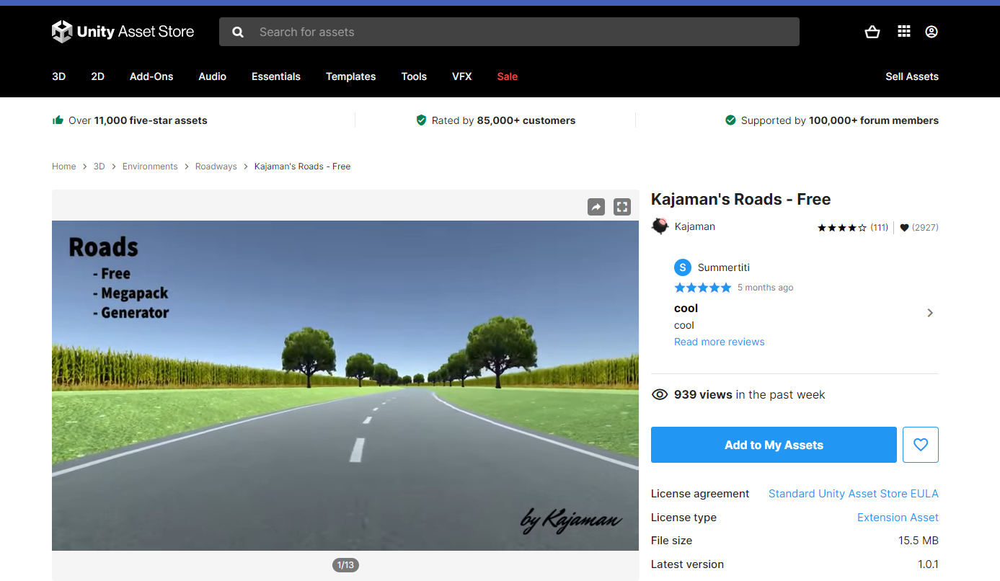 Unity Asset Store
Search for assets
3D 2D Add-Ons Audio Essentials Templates Tools VFX Sale Sell Assets
Over 11,000 five-star assets
Rated by 85,000+ customers
Supported by 100,000+ forum members
Home > 3D > Environments > Roadways > Kajaman's Roads - Free
Roads
- Free
- Megapack
- Generator
by Kajaman
1/13
Kajaman's Roads - Free
Kajaman (111) (2927)
S Summertiti
5 months ago
cool
cool
Read more reviews
939 views in the past week
Add to My Assets
License agreement Standard Unity Asset Store EULA
License type Extension Asset
File size 15.5 MB
Latest version 1.0.1